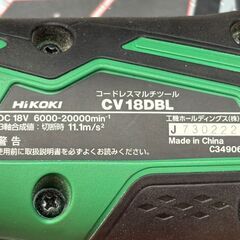 コードレスマルチツール
HiKOKI CV18DBL
DC 18V 6000-20000min⁻¹
3軸合成値:切断時 11.1m/s²
工機ホールディングス(株)
J 730222
Made in China
警告
使用前に取扱説明書を必ずお読みください。
C34906